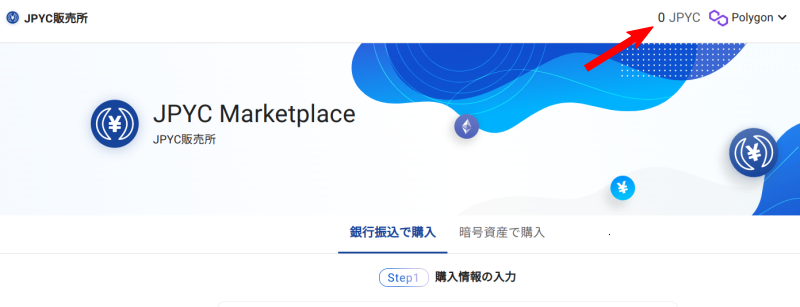 JPYC販売所
0 JPYC Polygon
JPYC Marketplace
JPYC販売所
銀行振込で購入 暗号資産で購入
Step1 購入情報の入力